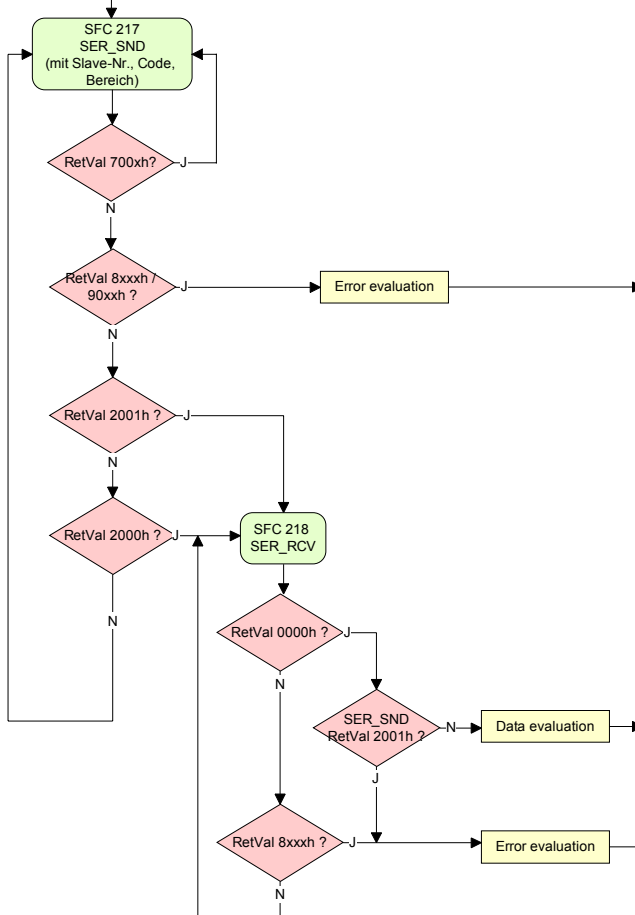 SFC 217
SER_SND
(mit Slave-Nr., Code,
Bereich)
RetVal 700xh?
J
N
RetVal 8xxxh /
90xxh ?
J
Error evaluation
N
RetVal 2001h ?
J
N
RetVal 2000h ?
J
SFC 218
SER_RCV
N
RetVal 0000h ?
J
N
SER_SND
RetVal 2001h ?
N
Data evaluation
J
RetVal 8xxxh ?
J
Error evaluation
N